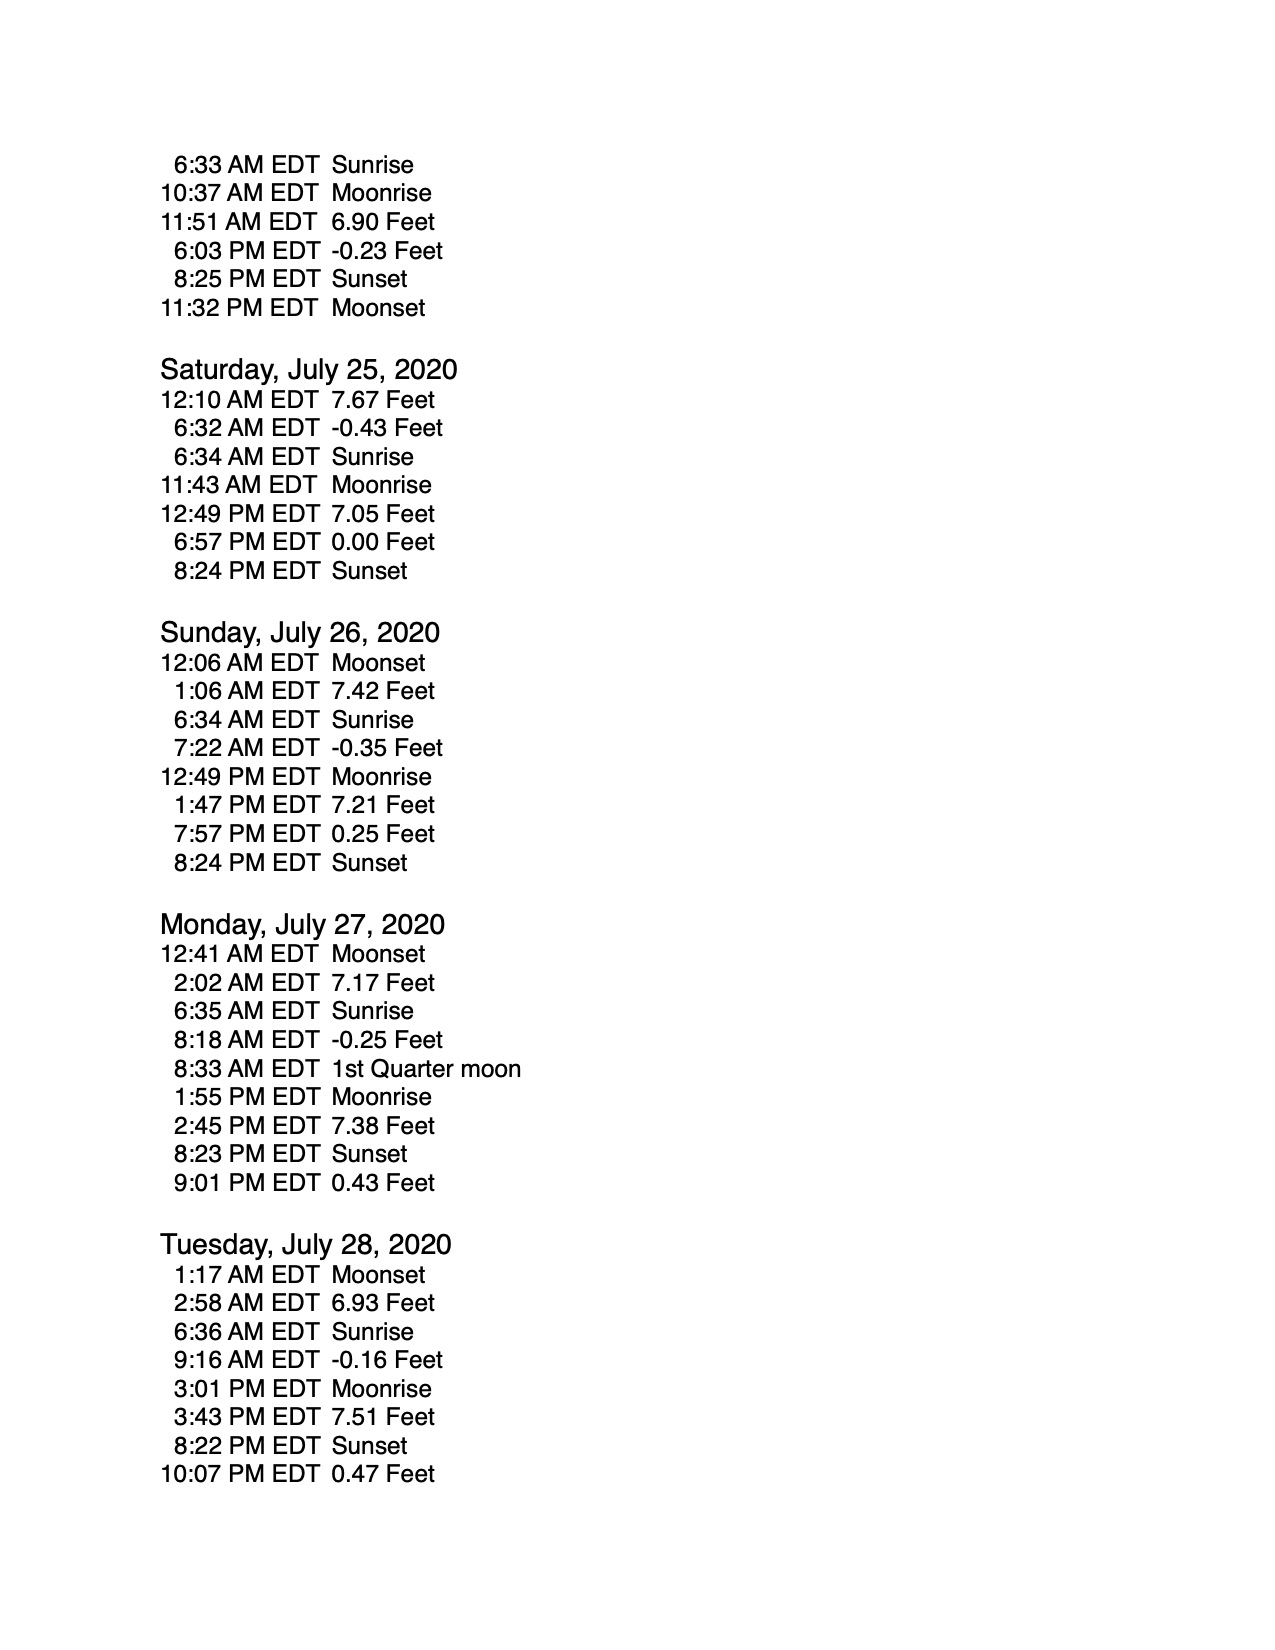 6:33 AM EDT Sunrise
10:37 AM EDT Moonrise
11:51 AM EDT 6.90 Feet
6:03 PM EDT -0.23 Feet
8:25 PM EDT Sunset
11:32 PM EDT Moonset
Saturday, July 25, 2020
12:10 AM EDT 7.67 Feet
6:32 AM EDT -0.43 Feet
6:34 AM EDT Sunrise
11:43 AM EDT Moonrise
12:49 PM EDT 7.05 Feet
6:57 PM EDT 0.00 Feet
8:24 PM EDT Sunset
Sunday, July 26, 2020
12:06 AM EDT Moonset
1:06 AM EDT 7.42 Feet
6:34 AM EDT Sunrise
7:22 AM EDT -0.35 Feet
12:49 PM EDT Moonrise
1:47 PM EDT 7.21 Feet
7:57 PM EDT 0.25 Feet
8:24 PM EDT Sunset
Monday, July 27, 2020
12:41 AM EDT Moonset
2:02 AM EDT 7.17 Feet
6:35 AM EDT Sunrise
8:18 AM EDT -0.25 Feet
8:33 AM EDT 1st Quarter moon
1:55 PM EDT Moonrise
2:45 PM EDT 7.38 Feet
8:23 PM EDT Sunset
9:01 PM EDT 0.43 Feet
Tuesday, July 28, 2020
1:17 AM EDT Moonset
2:58 AM EDT 6.93 Feet
6:36 AM EDT Sunrise
9:16 AM EDT -0.16 Feet
3:01 PM EDT Moonrise
3:43 PM EDT 7.51 Feet
8:22 PM EDT Sunset
10:07 PM EDT 0.47 Feet